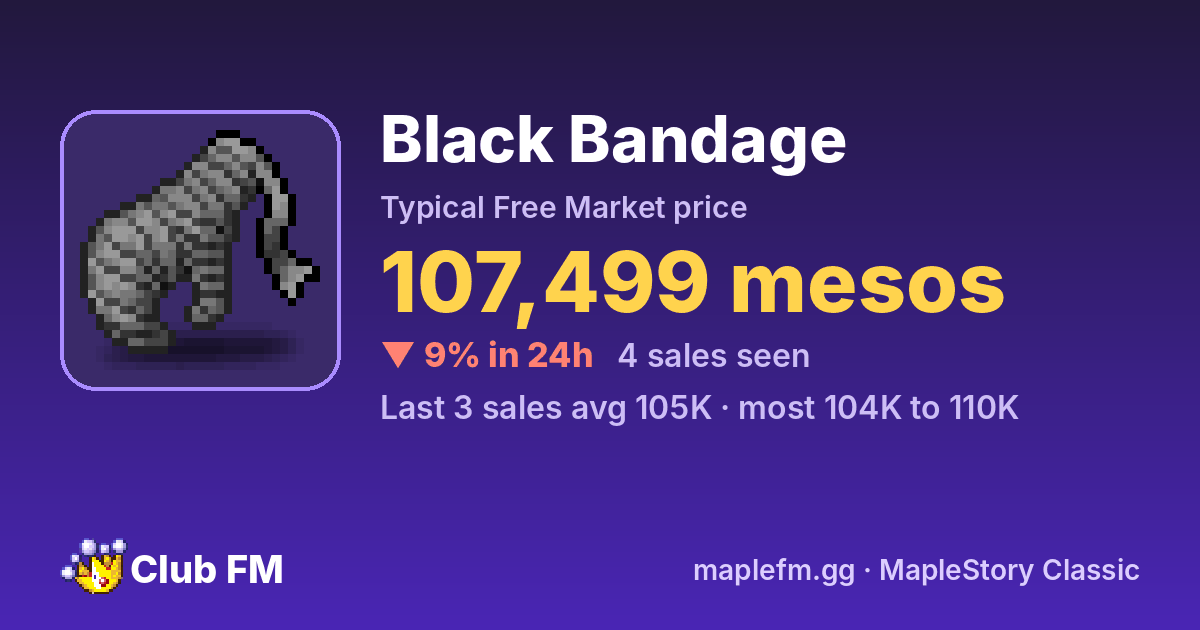 Black Bandage
Typical Free Market price
107,499 mesos
▼ 9% in 24h 4 sales seen
Last 3 sales avg 105K · most 104K to 110K
Club FM
maplefm.gg · MapleStory Classic